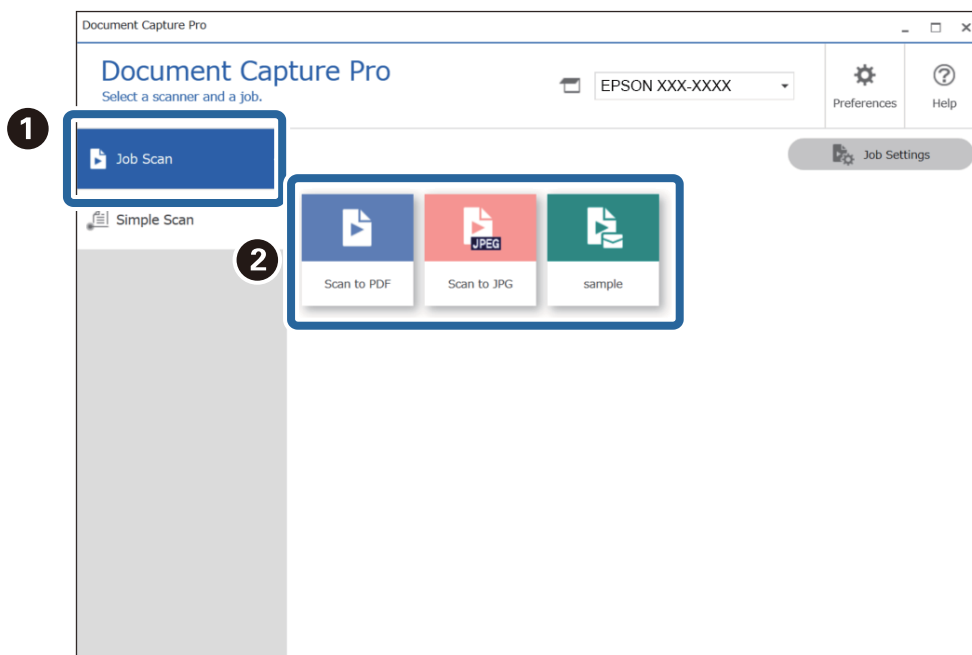 Document Capture Pro
Document Capture Pro
Select a scanner and a job.
EPSON XXX-XXXX
Preferences
Help
1
Job Scan
Job Settings
Simple Scan
2
JPEG
Scan to PDF
Scan to JPG
sample